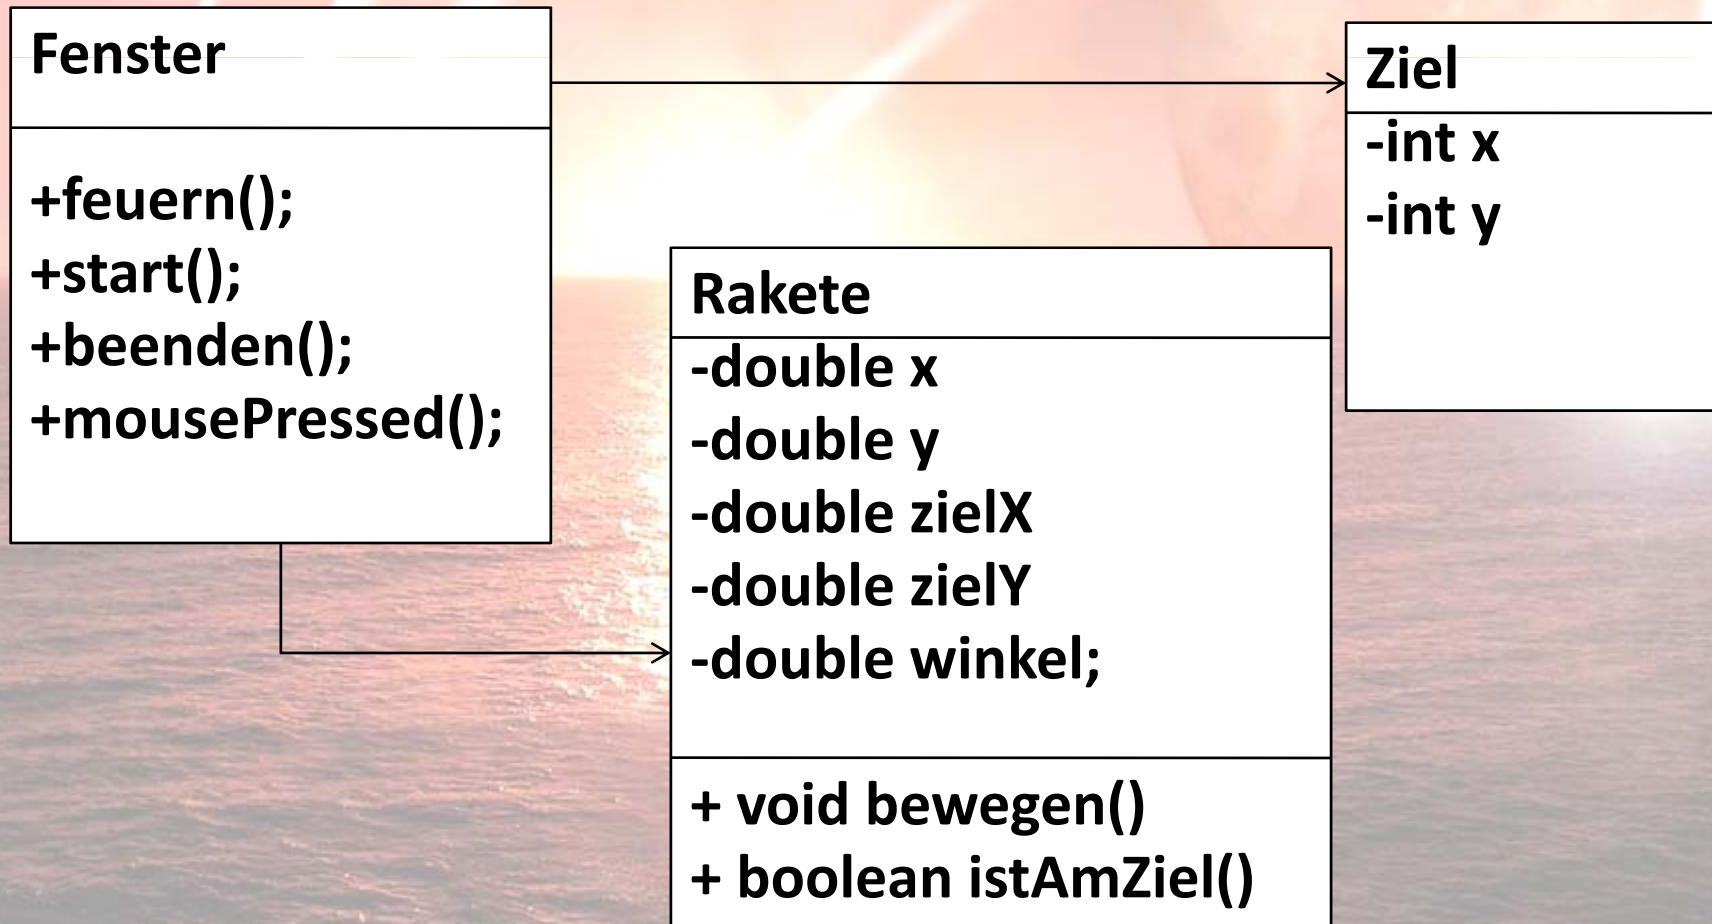 Fenster
+feuern();
+start();
+beenden();
+mousePressed();
Ziel
-int x
-int y
Rakete
-double x
-double y
-double zielX
-double zielY
-double winkel;
+ void bewegen()
+ boolean istAmZiel()